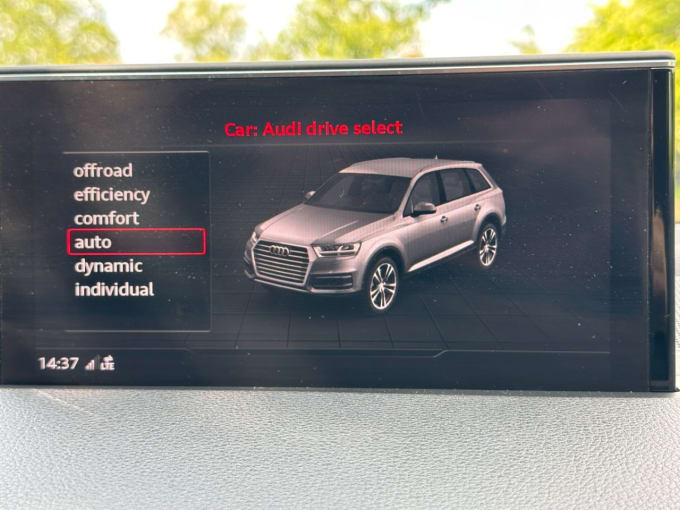 Car: Audi drive select
offroad
efficiency
comfort
auto
dynamic
individual
14:37 LTE